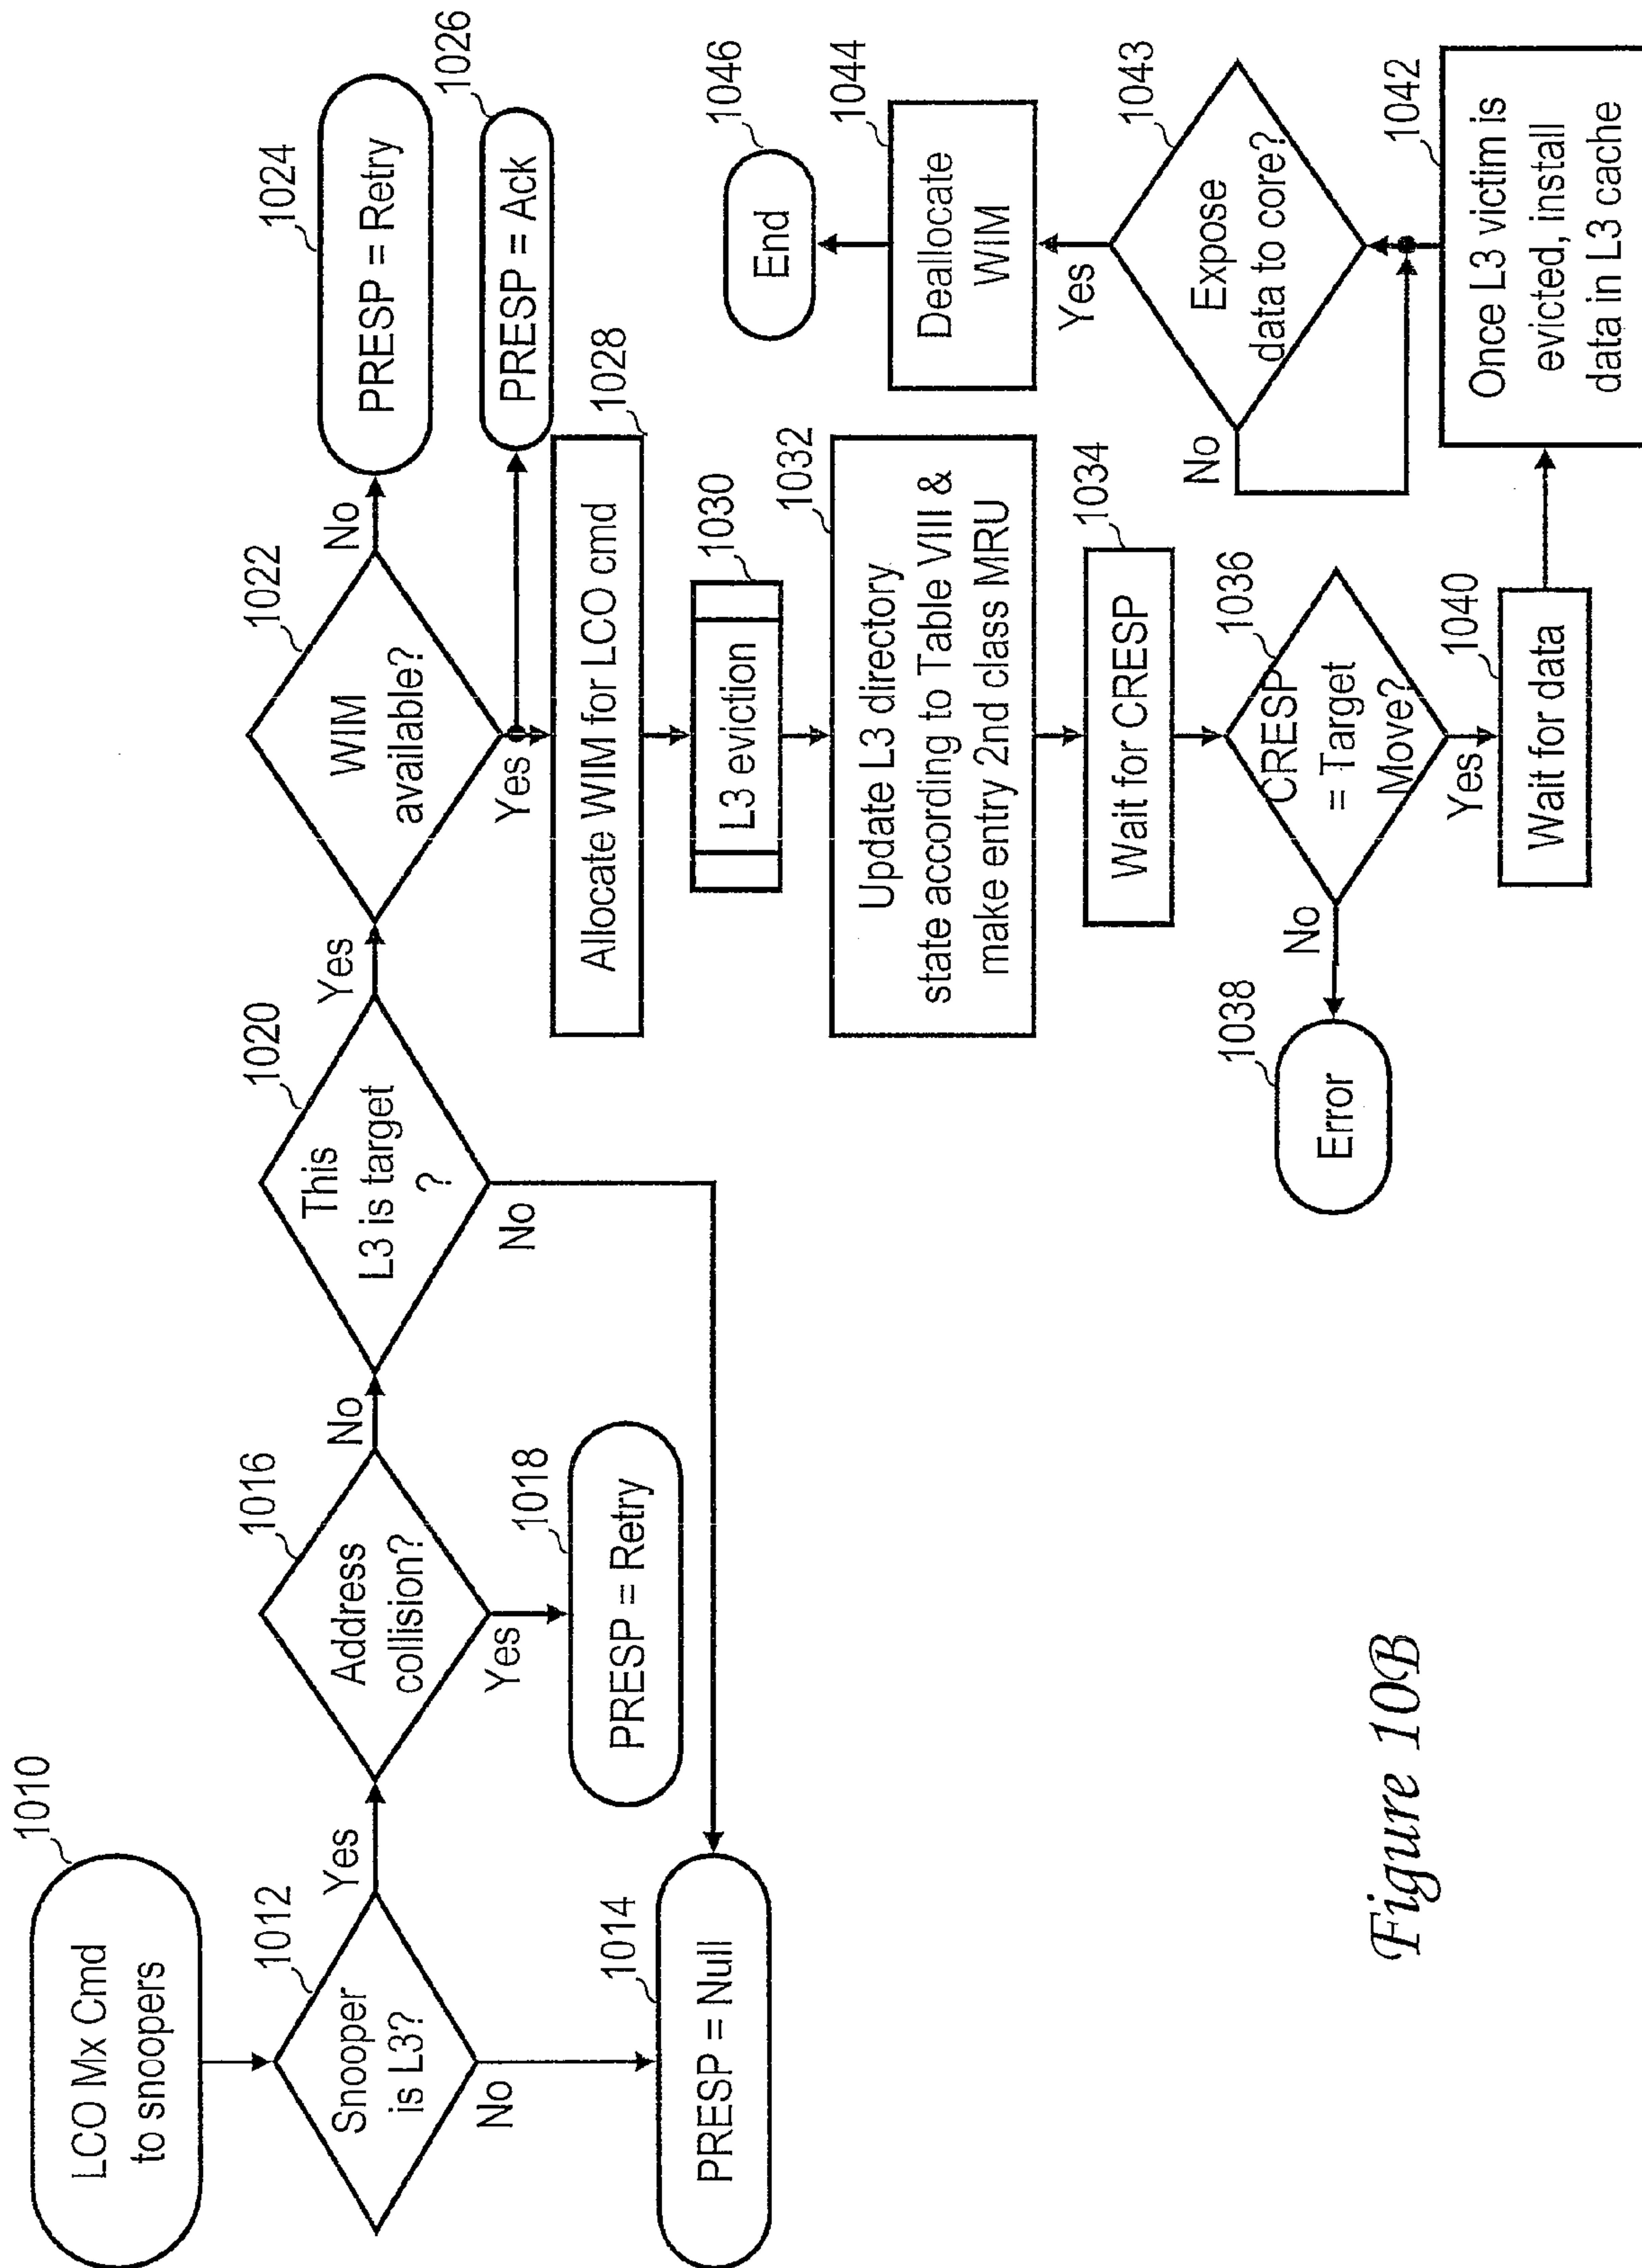 1010
LCO Mx Cmd
to snoopers
1012
Snooper
is L3?
Yes
No
1014
PRESP = Null
1016
Address
collision?
No
Yes
1018
PRESP = Retry
1020
This
L3 is target
?
Yes
No
1022
WIM
available?
No
Yes
1024
PRESP = Retry
1026
PRESP = Ack
1028
Allocate WIM for LCO cmd
1030
L3 eviction
1032
Update L3 directory
state according to Table VIII &
make entry 2nd class MRU
1034
Wait for CRESP
1036
CRESP
= Target
Move?
No
Yes
1038
Error
1040
Wait for data
1042
Once L3 victim is
evicted, install
data in L3 cache
1043
Expose
data to core?
No
Yes
1044
Deallocate
WIM
1046
End
Figure 10B